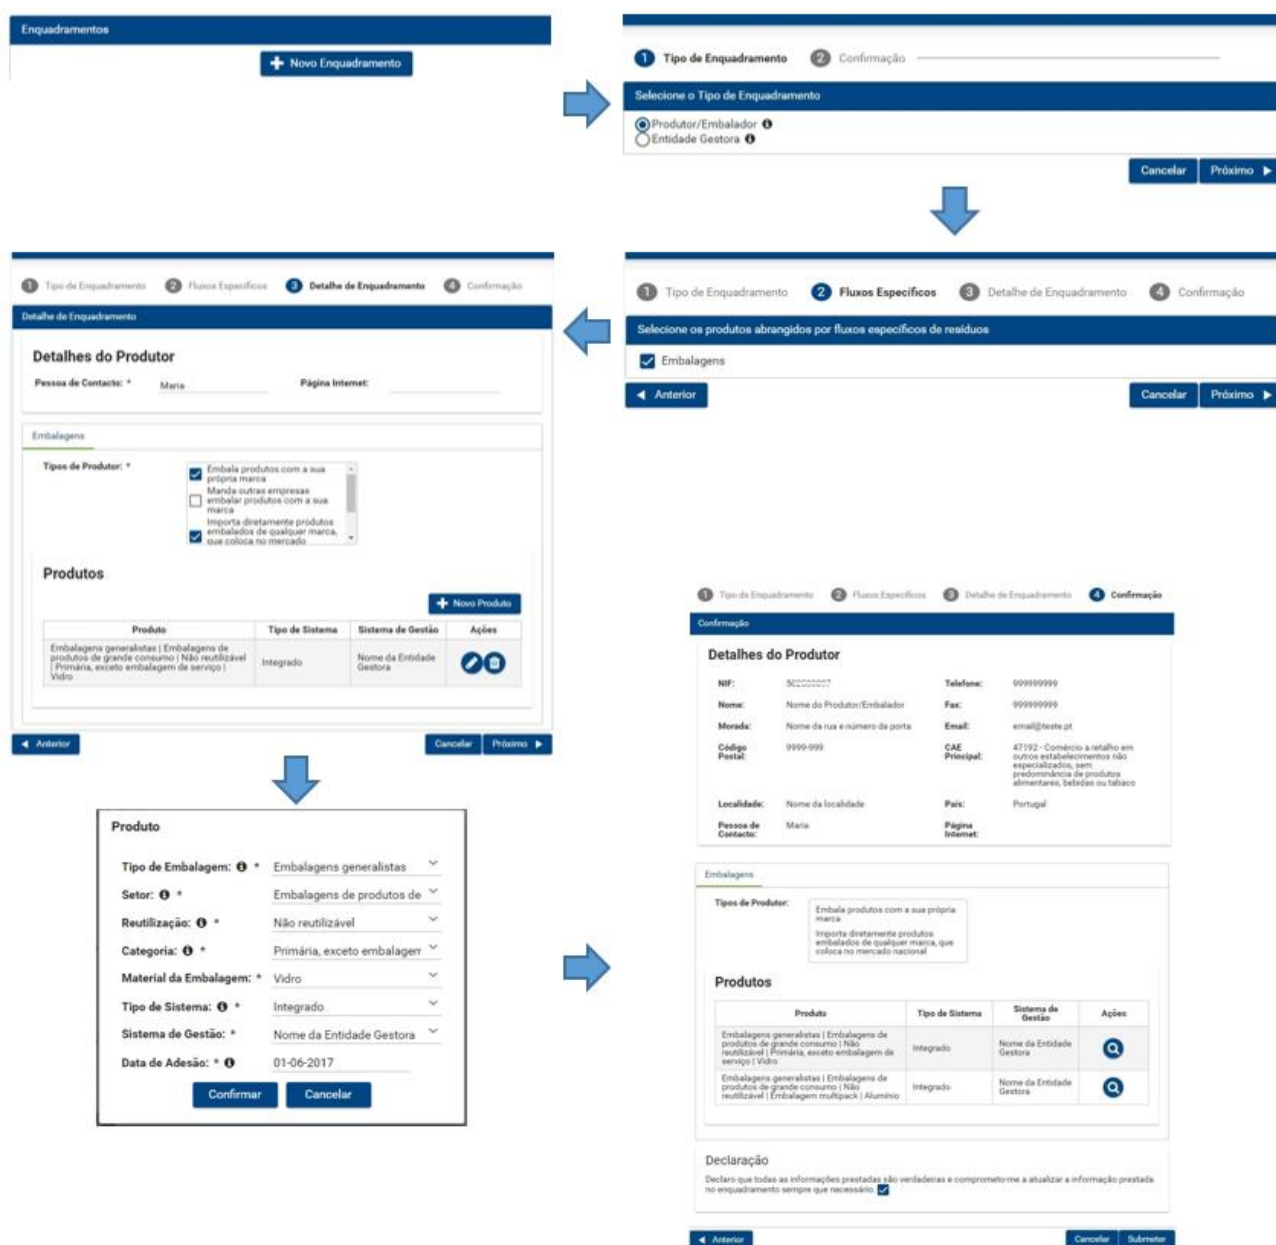 Enquadramentos
Novo Enquadramento
1 Tipo de Enquadramento 2 Confirmação
Selecione o Tipo de Enquadramento
Produtor/Embalador
Entidade Gestora
Cancelar Próximo
1 Tipo de Enquadramento 2 Fluxos Específicos 3 Detalhe de Enquadramento 4 Confirmação
Selecione os produtos abrangidos por fluxos específicos de resíduos
Embalagens
Anterior Cancelar Próximo
1 Tipo de Enquadramento 2 Fluxos Específicos 3 Detalhe de Enquadramento 4 Confirmação
Detalhe de Enquadramento
Detalhes do Produtor
Pessoa de Contacto: * Maria Página Internet:
Embalagens
Tipos de Produtor: *
Embala produtos com a sua
própria marca
Manda outras empresas
embalar produtos com a sua
marca
Importa diretamente produtos
embalados de qualquer marca,
que coloca no mercado
Produtos
Novo Produto
Produto Tipo de Sistema Sistema de Gestão Ações
Embalagens generalistas | Embalagens de
produtos de grande consumo | Não reutilizável
| Primária, exceto embalagem de serviço |
Vidro
Integrado
Nome da Entidade
Gestora
Anterior Cancelar Próximo
Produto
Tipo de Embalagem: * Embalagens generalistas
Setor: * Embalagens de produtos de
Reutilização: * Não reutilizável
Categoria: * Primária, exceto embalagem
Material da Embalagem: * Vidro
Tipo de Sistema: * Integrado
Sistema de Gestão: * Nome da Entidade Gestora
Data de Adesão: * 01-06-2017
Confirmar Cancelar
1 Tipo de Enquadramento 2 Fluxos Específicos 3 Detalhe de Enquadramento 4 Confirmação
Confirmação
Detalhes do Produtor
NIF: Telefone: 999999999
Nome: Nome do Produtor/Embalador Fax: 999999999
Morada: Nome da rua e número da porta Email: email@teste.pt
Código
Postal:
9999-999
CAE
Principal:
47192 - Comércio a retalho em
outros estabelecimentos não
especializados, sem
predominância de produtos
alimentares, bebidas ou tabaco
Localidade: Nome da localidade País: Portugal
Pessoa de
Contacto:
Maria
Página
Internet:
Embalagens
Tipos de Produtor:
Embala produtos com a sua própria
marca
Importa diretamente produtos
embalados de qualquer marca, que
coloca no mercado nacional
Produtos
Produto Tipo de Sistema Sistema de
Gestão Ações
Embalagens generalistas | Embalagens de
produtos de grande consumo | Não
reutilizável | Primária, exceto embalagem de
serviço | Vidro
Integrado
Nome da Entidade
Gestora
Embalagens generalistas | Embalagens de
produtos de grande consumo | Não
reutilizável | Embalagem multipack | Alumínio
Integrado
Nome da Entidade
Gestora
Declaração
Declaro que todas as informações prestadas são verdadeiras e comprometo-me a atualizar a informação prestada
no enquadramento sempre que necessário
Anterior Cancelar Submeter